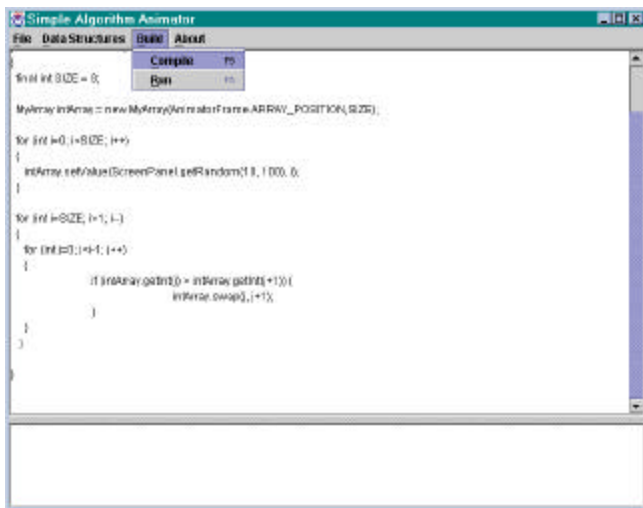 Simple Algorithm Animator
File Data Structures Build About
Compile
Run
{
final int SIZE = 8;
MyArray intArray = new MyArray(AnimatorFrame.ARRAY_POSITION,SIZE);
for (int i=0; i<SIZE; i++)
{
intArray.setValue(ScreenPanel.getRandom(10, 100), i);
}
for (int i=SIZE; i>1; i--)
{
for (int j=0; j<i-1; j++)
{
if (intArray.getInt(j) > intArray.getInt(j+1)) {
intArray.swap(j, j+1);
}
}
}
}